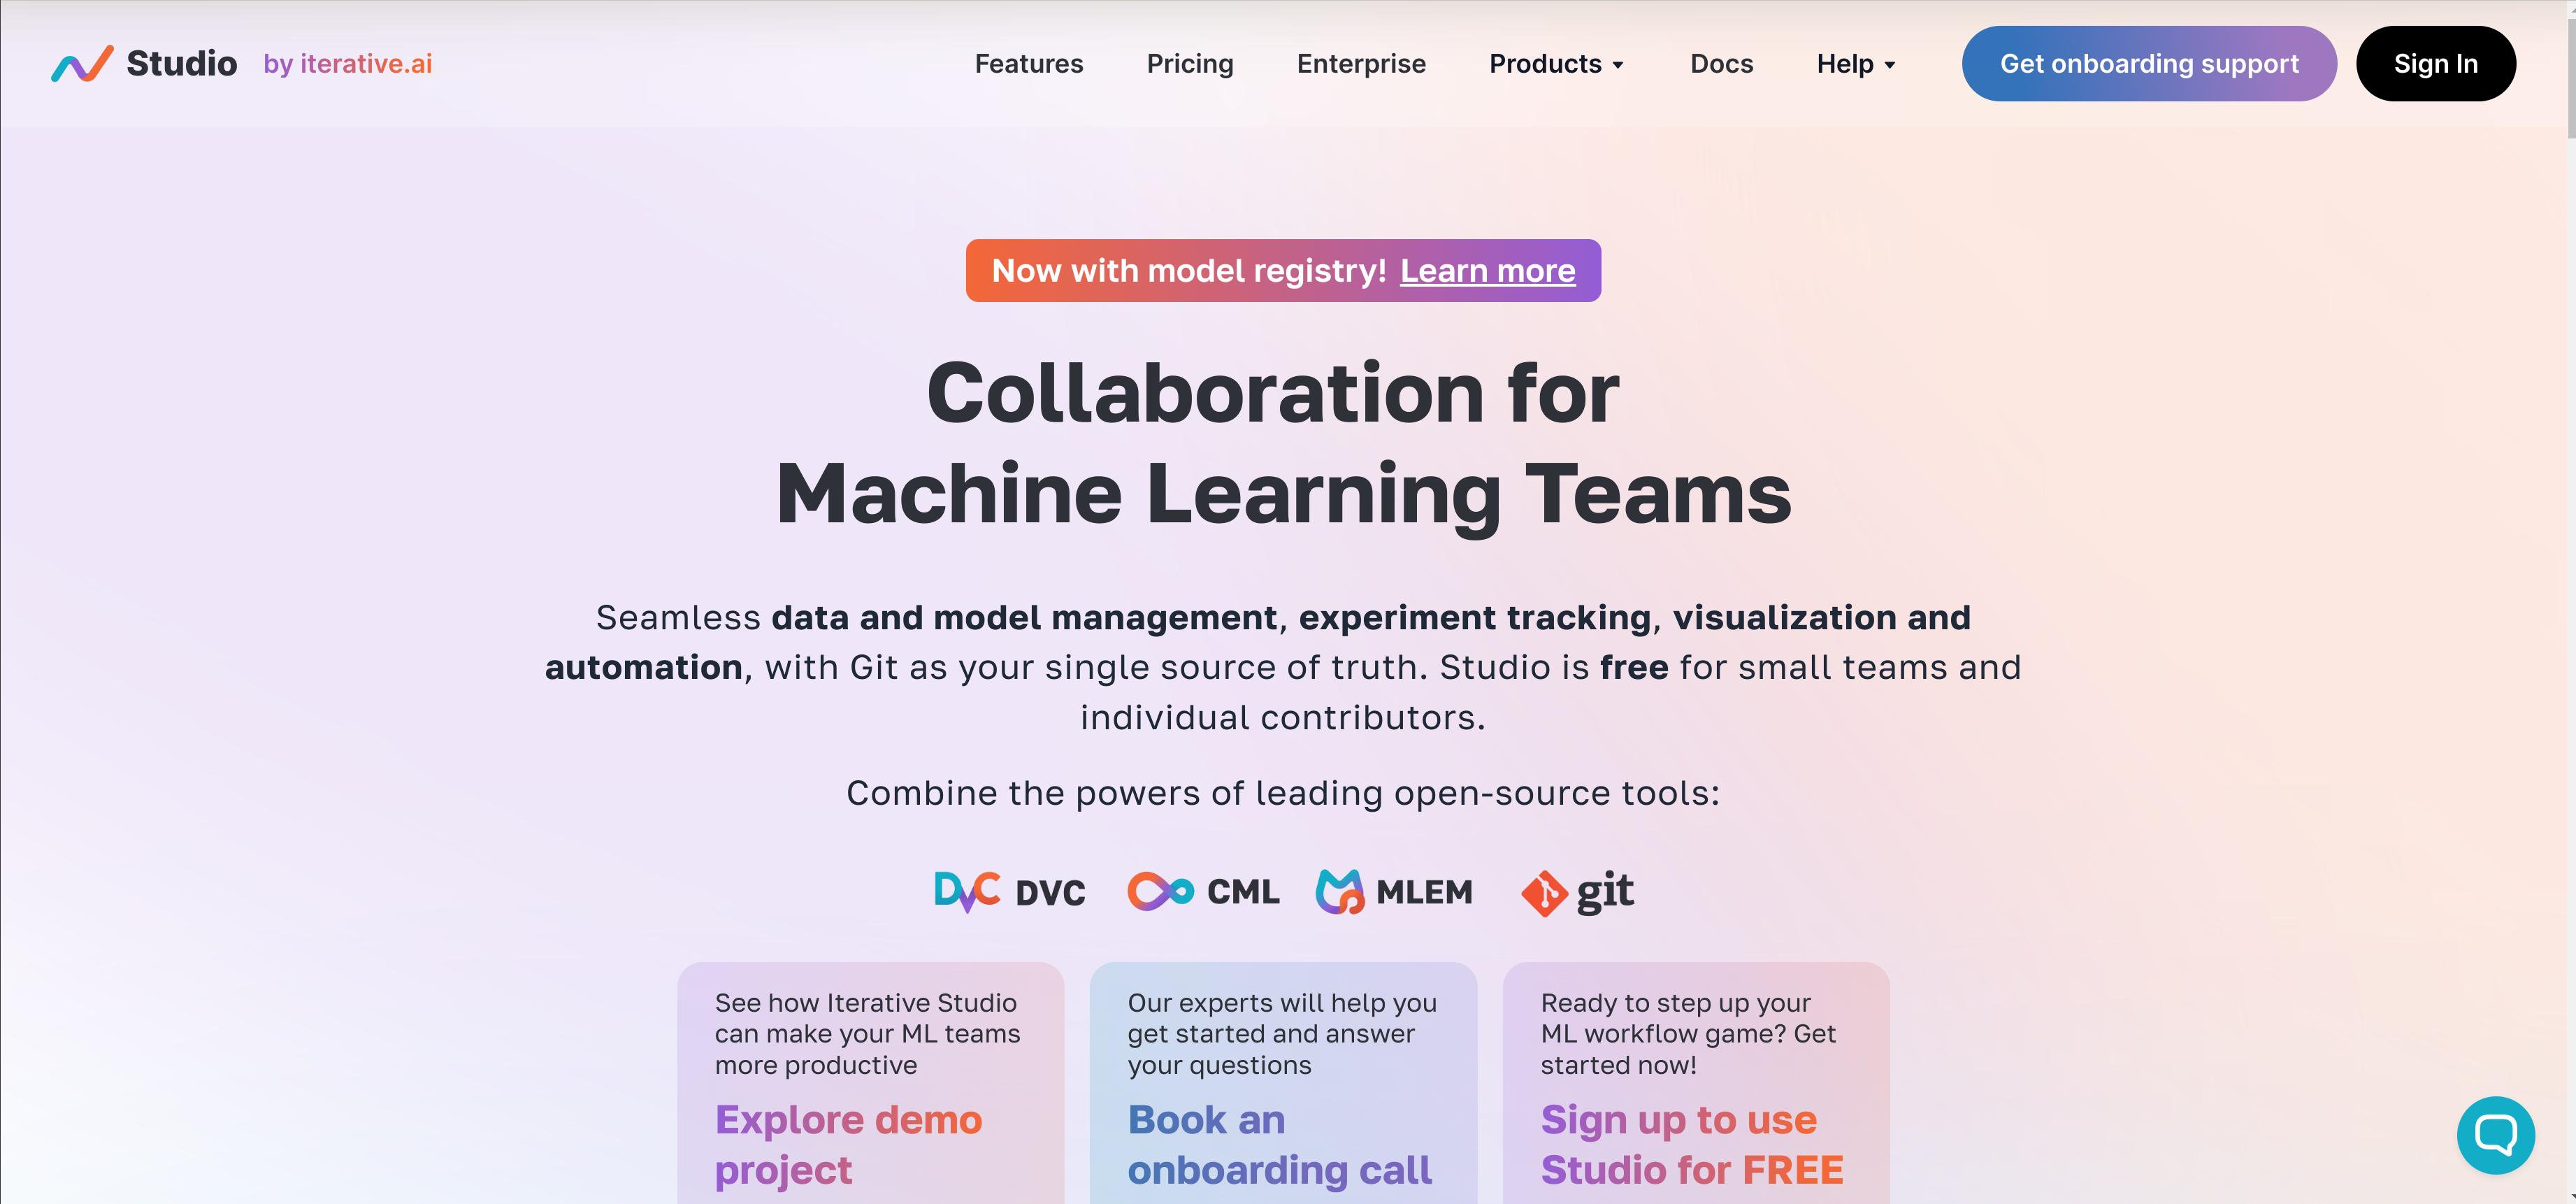 Studio by iterative.ai
Features Pricing Enterprise Products Docs Help Get onboarding support Sign In
Now with model registry! Learn more
Collaboration for
Machine Learning Teams
Seamless data and model management, experiment tracking, visualization and
automation, with Git as your single source of truth. Studio is free for small teams and
individual contributors.
Combine the powers of leading open-source tools:
DVC DVC CML MLEM git
See how Iterative Studio
can make your ML teams
more productive
Explore demo
project
Our experts will help you
get started and answer
your questions
Book an
onboarding call
Ready to step up your
ML workflow game? Get
started now!
Sign up to use
Studio for FREE